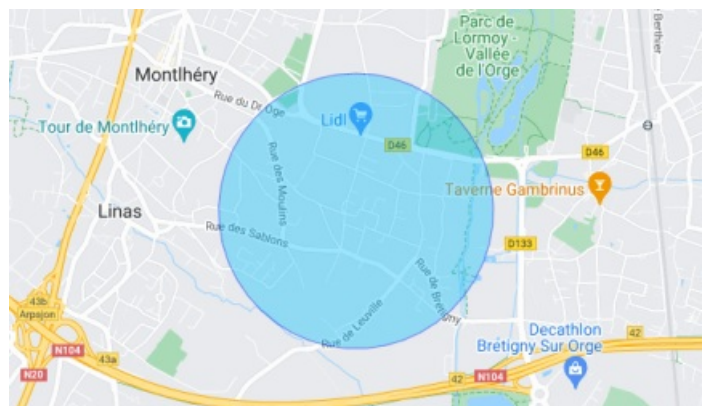 Parc de
Lormoy -
Vallée
de l'Orge
Berthier
Montlhéry
Rue du Dr Oge
Lidl
Tour de Montlhéry
D46
D46
Rue des Moulins
Taverne Gambrinus
Linas
Rue des Sablons
D133
Rue de Brétigny
43b
Arpajon
Rue de Leuville
Decathlon
Brétigny Sur Orge
42
N104
43a
N20
42
N104